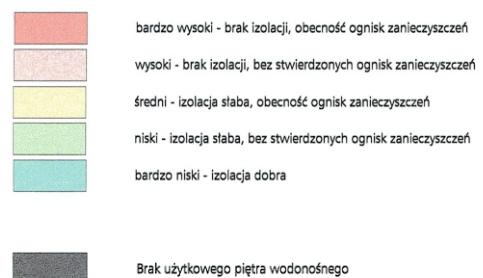 bardzo wysoki - brak izolacji, obecność ognisk zanieczyszczeń
wysoki - brak izolacji, bez stwierdzonych ognisk zanieczyszczeń
średni - izolacja słaba, obecność ognisk zanieczyszczeń
niski - izolacja słaba, bez stwierdzonych ognisk zanieczyszczeń
bardzo niski - izolacja dobra
Brak użytkowego piętra wodonośnego